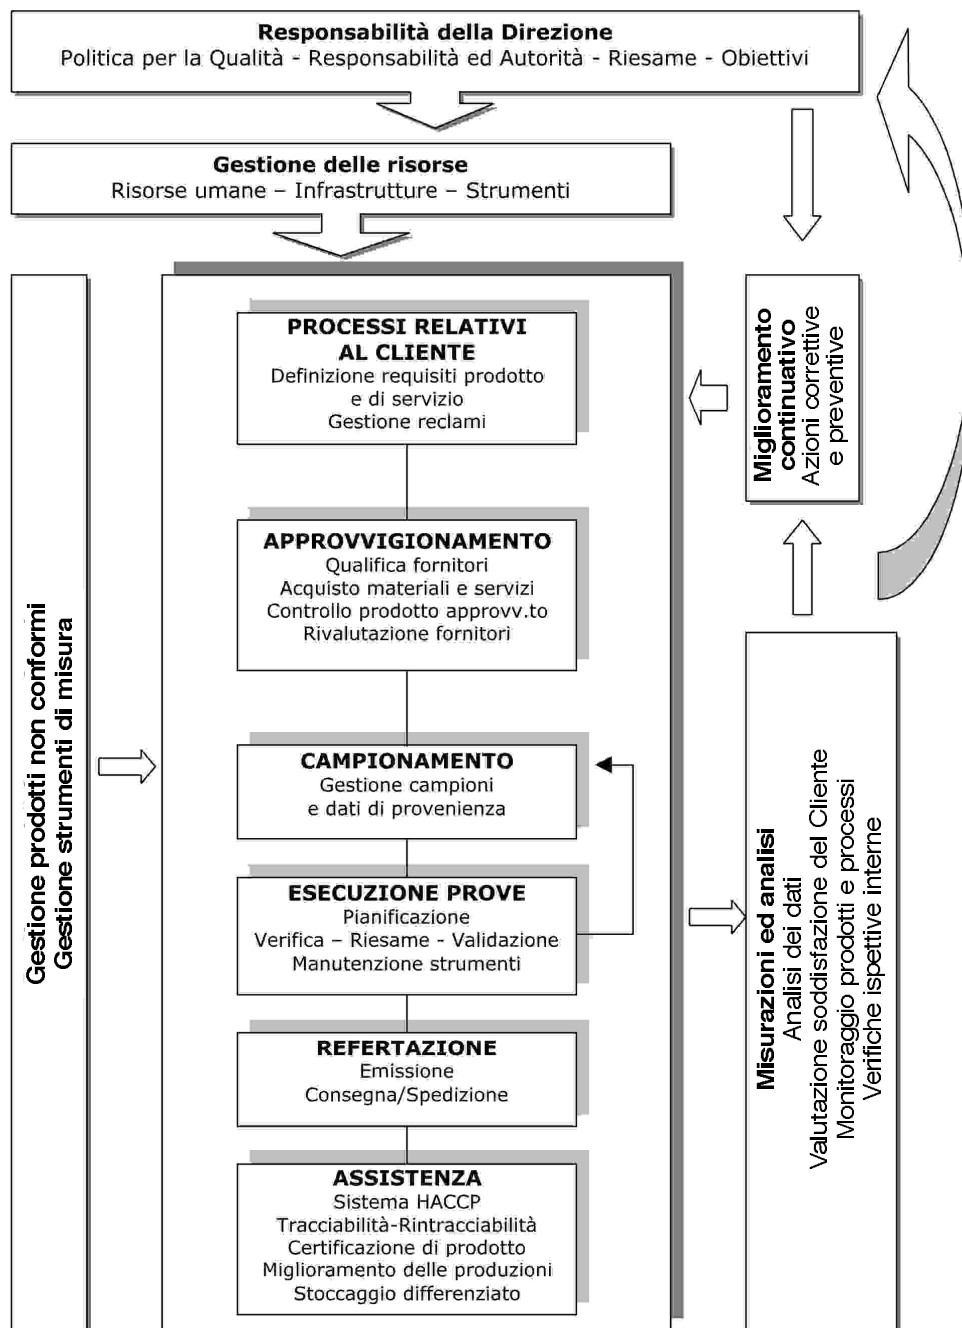 Responsabilità della Direzione
Politica per la Qualità - Responsabilità ed Autorità - Riesame - Obiettivi
Gestione delle risorse
Risorse umane – Infrastrutture – Strumenti
Gestione prodotti non conformi
Gestione strumenti di misura
PROCESSI RELATIVI
AL CLIENTE
Definizione requisiti prodotto
e di servizio
Gestione reclami
APPROVVIGIONAMENTO
Qualifica fornitori
Acquisto materiali e servizi
Controllo prodotto approvv.to
Rivalutazione fornitori
CAMPIONAMENTO
Gestione campioni
e dati di provenienza
ESECUZIONE PROVE
Pianificazione
Verifica – Riesame - Validazione
Manutenzione strumenti
REFERTAZIONE
Emissione
Consegna/Spedizione
ASSISTENZA
Sistema HACCP
Tracciabilità-Rintracciabilità
Certificazione di prodotto
Miglioramento delle produzioni
Stoccaggio differenziato
Miglioramento
continuativo
Azioni correttive
e preventive
Misurazioni ed analisi
Analisi dei dati
Valutazione soddisfazione del Cliente
Monitoraggio prodotti e processi
Verifiche ispettive interne